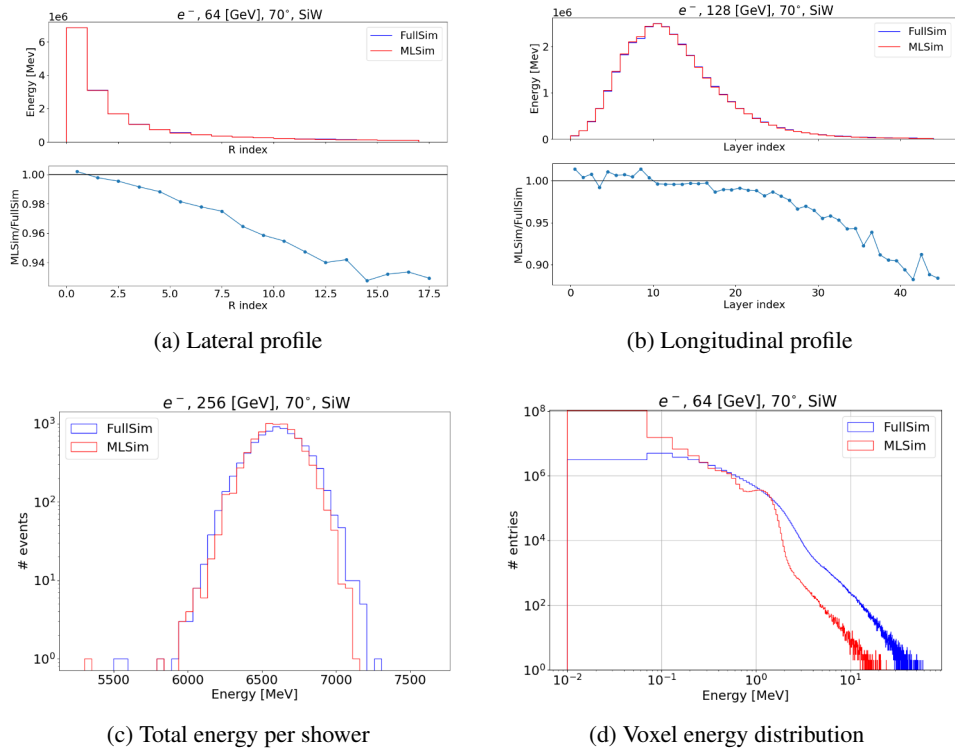 e⁻, 64 [GeV], 70°, SiW
1e6
Energy [Mev]
6
4
2
0
FullSim
MLSim
R index
MLSim/FullSim
1.00
0.98
0.96
0.94
0.0 2.5 5.0 7.5 10.0 12.5 15.0 17.5
R index
(a) Lateral profile
e⁻, 128 [GeV], 70°, SiW
1e6
Energy [Mev]
2
1
0
FullSim
MLSim
Layer index
MLSim/FullSim
1.00
0.95
0.90
0 10 20 30 40
Layer index
(b) Longitudinal profile
e⁻, 256 [GeV], 70°, SiW
FullSim
MLSim
# events
10³
10²
10¹
10⁰
5500 6000 6500 7000 7500
Energy [MeV]
(c) Total energy per shower
e⁻, 64 [GeV], 70°, SiW
FullSim
MLSim
# entries
10⁸
10⁶
10⁴
10²
10⁰
10⁻² 10⁻¹ 10⁰ 10¹
Energy [MeV]
(d) Voxel energy distribution